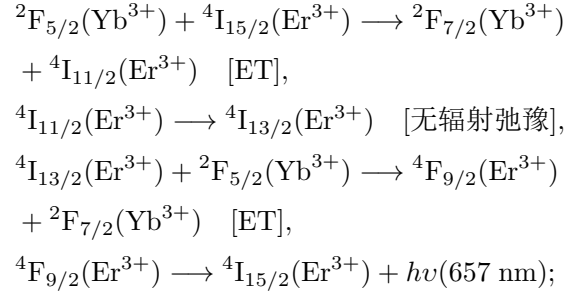 ²F₅/₂(Yb³⁺) + ⁴I₁₅/₂(Er³⁺) ⟶ ²F₇/₂(Yb³⁺)
+ ⁴I₁₁/₂(Er³⁺) [ET],
⁴I₁₁/₂(Er³⁺) ⟶ ⁴I₁₃/₂(Er³⁺) [无辐射弛豫],
⁴I₁₃/₂(Er³⁺) + ²F₅/₂(Yb³⁺) ⟶ ⁴F₉/₂(Er³⁺)
+ ²F₇/₂(Yb³⁺) [ET],
⁴F₉/₂(Er³⁺) ⟶ ⁴I₁₅/₂(Er³⁺) + hυ(657 nm);